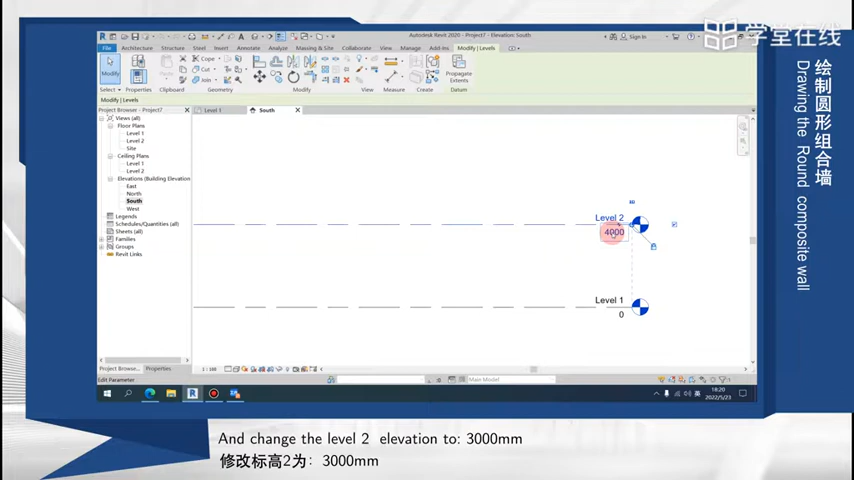 学堂在线
绘制圆形组合墙
Drawing the Round composite wall
Autodesk Revit 2020 - Project7 - Elevation: South
Sign In
File Architecture Structure Steel Insert Annotate Analyze Massing & Site Collaborate View Manage Add-Ins Modify | Levels
Modify
Properties
Paste
Cope
Cut
Join
Propagate
Extents
Select Properties Clipboard Geometry Modify View Measure Create Datum
Modify | Levels
Project Browser - Project7
Level 1
South
Views (all)
Floor Plans
Level 1
Level 2
Site
Ceiling Plans
Level 1
Level 2
Elevations (Building Elevation
East
North
South
West
Legends
Schedules/Quantities (all)
Sheets (all)
Families
Groups
Revit Links
Level 2
4000
Level 1
0
Project Browse... Properties
1 : 100
Edit Parameter
Main Model
18:20
2022/5/23
And change the level 2 elevation to: 3000mm
修改标高2为：3000mm